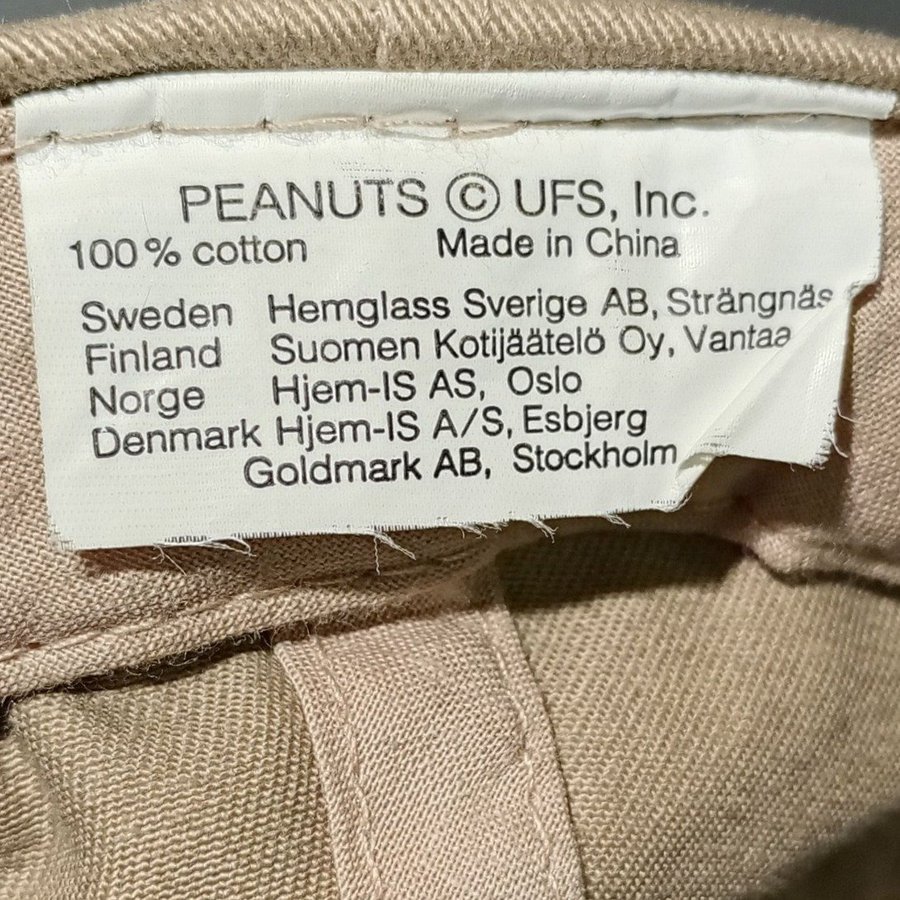 PEANUTS © UFS, Inc.
100% cotton Made in China
Sweden Hemglass Sverige AB, Strängnäs
Finland Suomen Kotijäätelö Oy, Vantaa
Norge Hjem-IS AS, Oslo
Denmark Hjem-IS A/S, Esbjerg
Goldmark AB, Stockholm